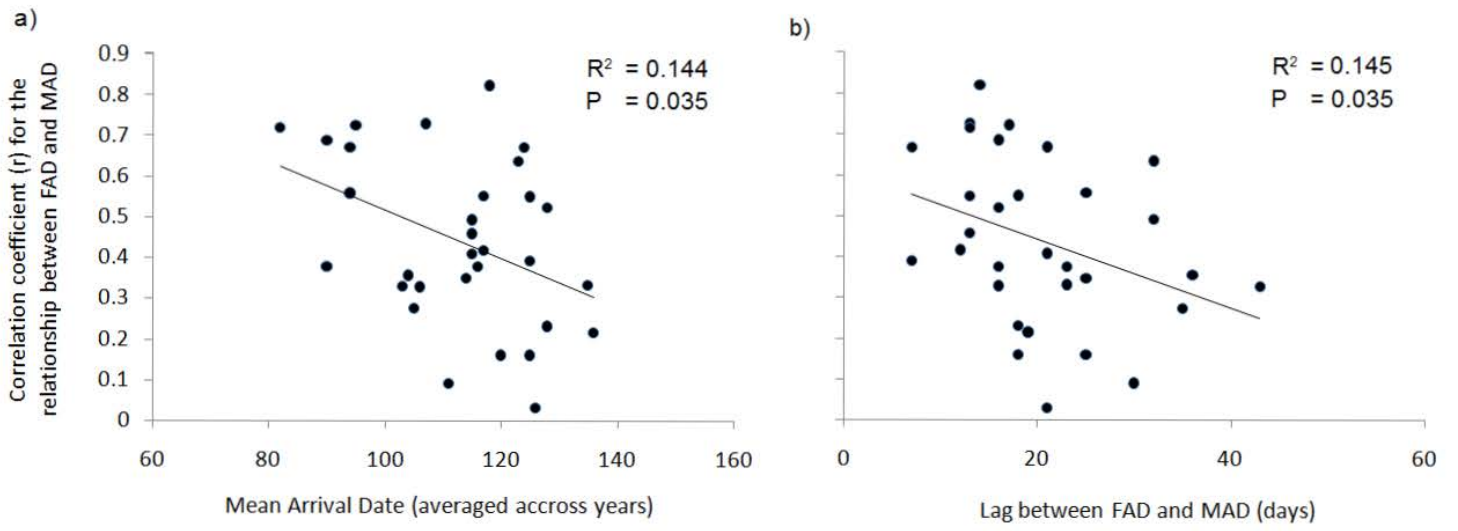 a)
Correlation coefficient (r) for the
relationship between FAD and MAD
0.9
0.8
0.7
0.6
0.5
0.4
0.3
0.2
0.1
0
R² = 0.144
P = 0.035
60 80 100 120 140 160
Mean Arrival Date (averaged accross years)
b)
R² = 0.145
P = 0.035
0 20 40 60
Lag between FAD and MAD (days)